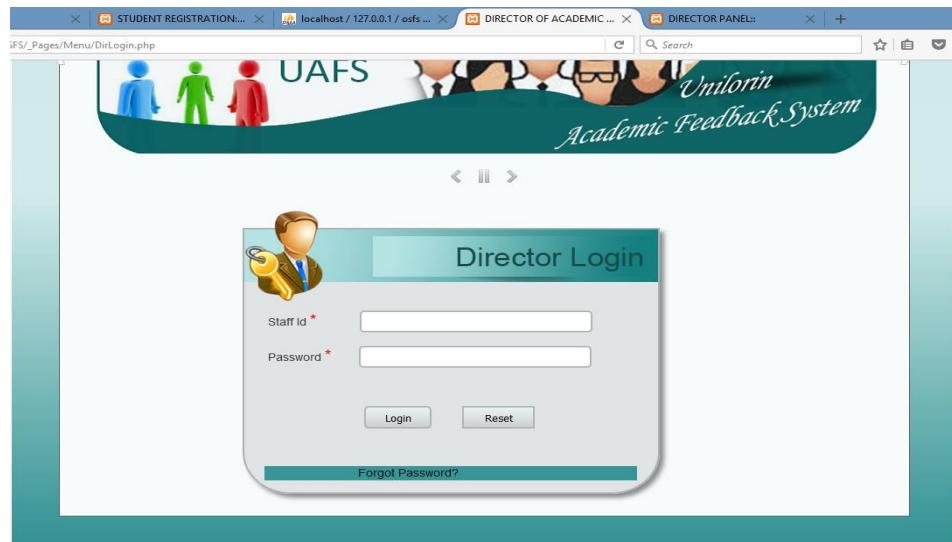 STUDENT REGISTRATION:... localhost / 127.0.0.1 / osfs ... DIRECTOR OF ACADEMIC ... DIRECTOR PANEL::
SFS/_Pages/Menu/DirLogin.php Search
UAFS
Unilorin
Academic Feedback System
Director Login
Staff Id *
Password *
Login Reset
Forgot Password?